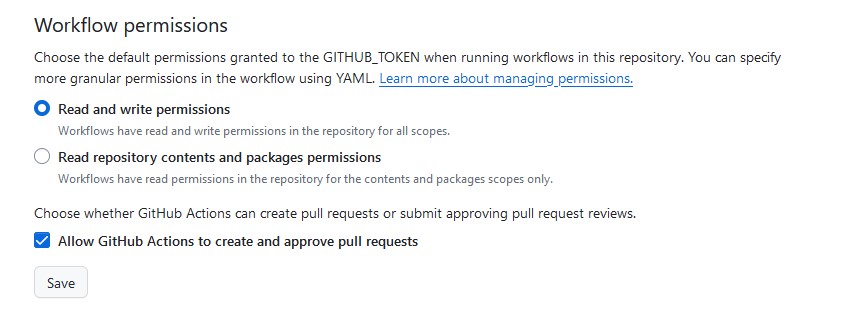 Workflow permissions
Choose the default permissions granted to the GITHUB_TOKEN when running workflows in this repository. You can specify
more granular permissions in the workflow using YAML. Learn more about managing permissions.
Read and write permissions
Workflows have read and write permissions in the repository for all scopes.
Read repository contents and packages permissions
Workflows have read permissions in the repository for the contents and packages scopes only.
Choose whether GitHub Actions can create pull requests or submit approving pull request reviews.
Allow GitHub Actions to create and approve pull requests
Save